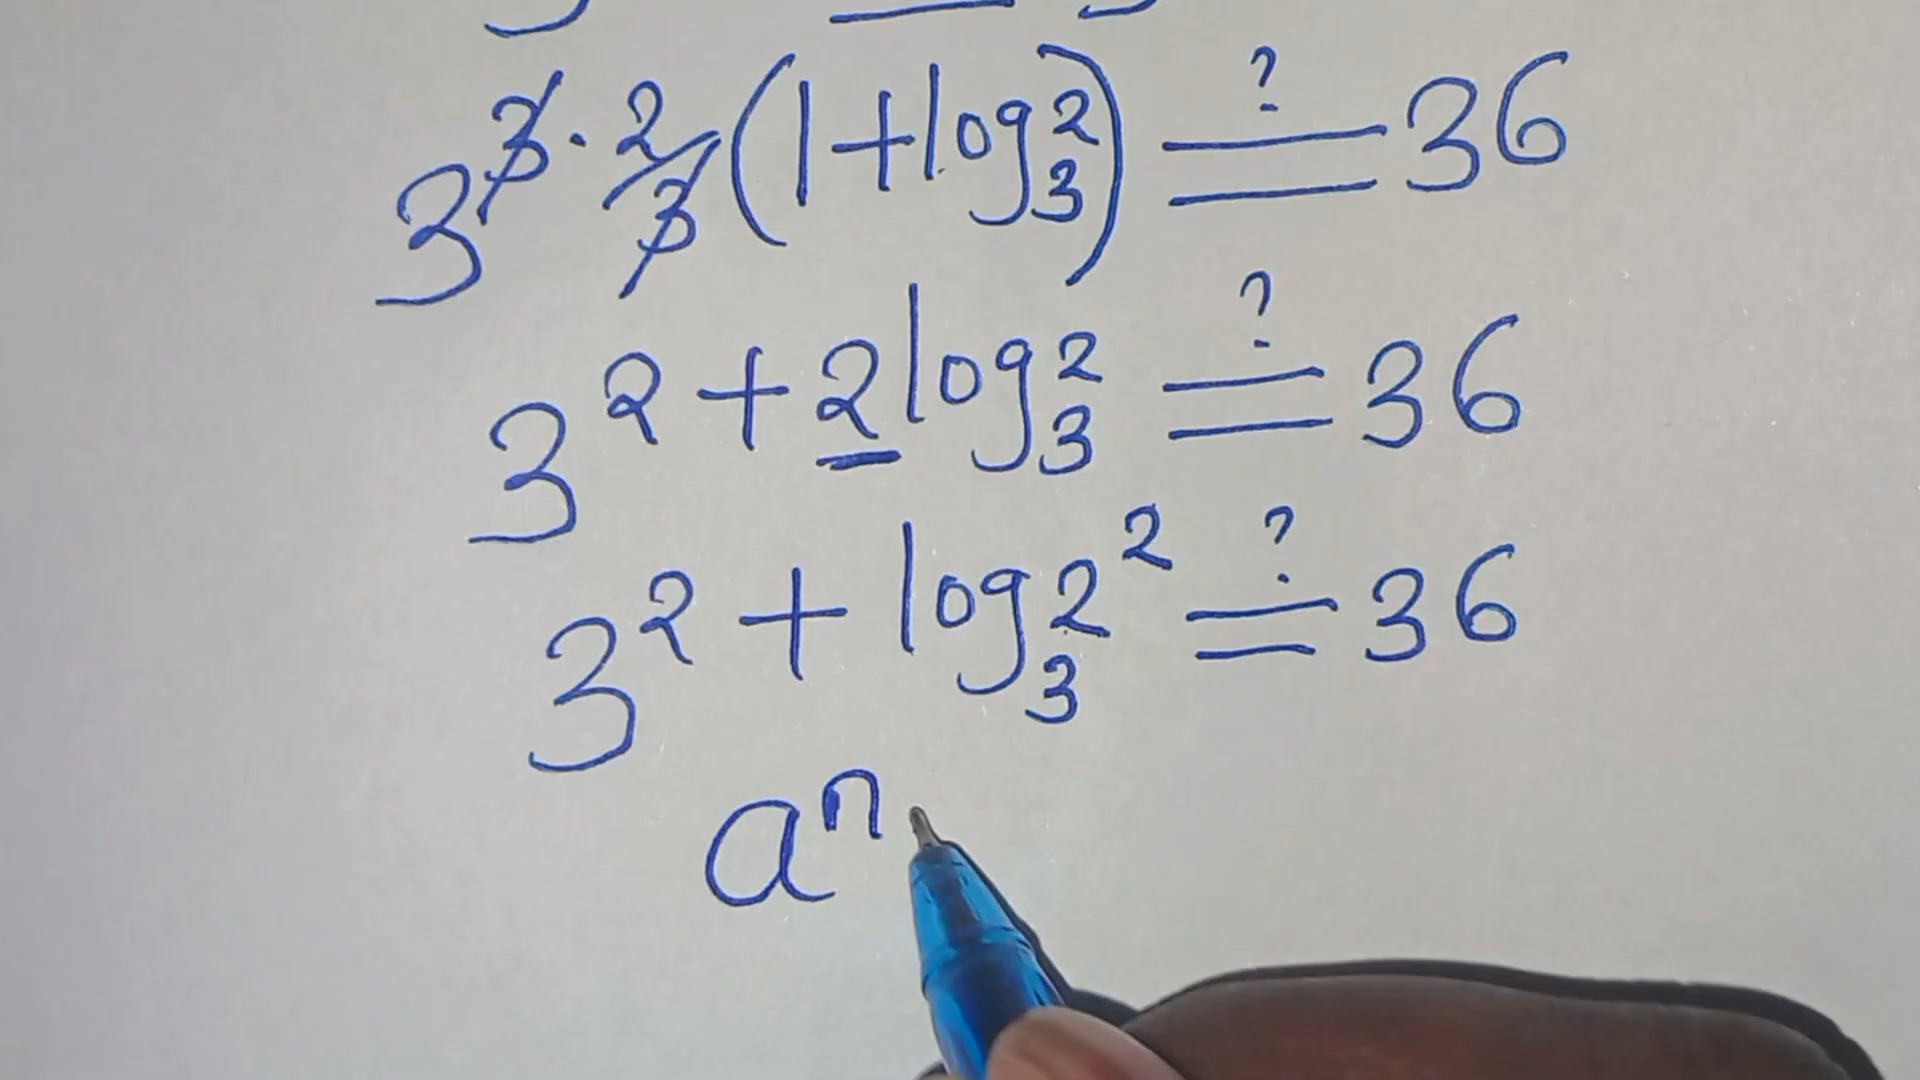 3^{3·2/3(1+log_3 2)} =? 36
3^{2+2log_3 2} =? 36
3^{2+log_3 2^2} =? 36
a^n